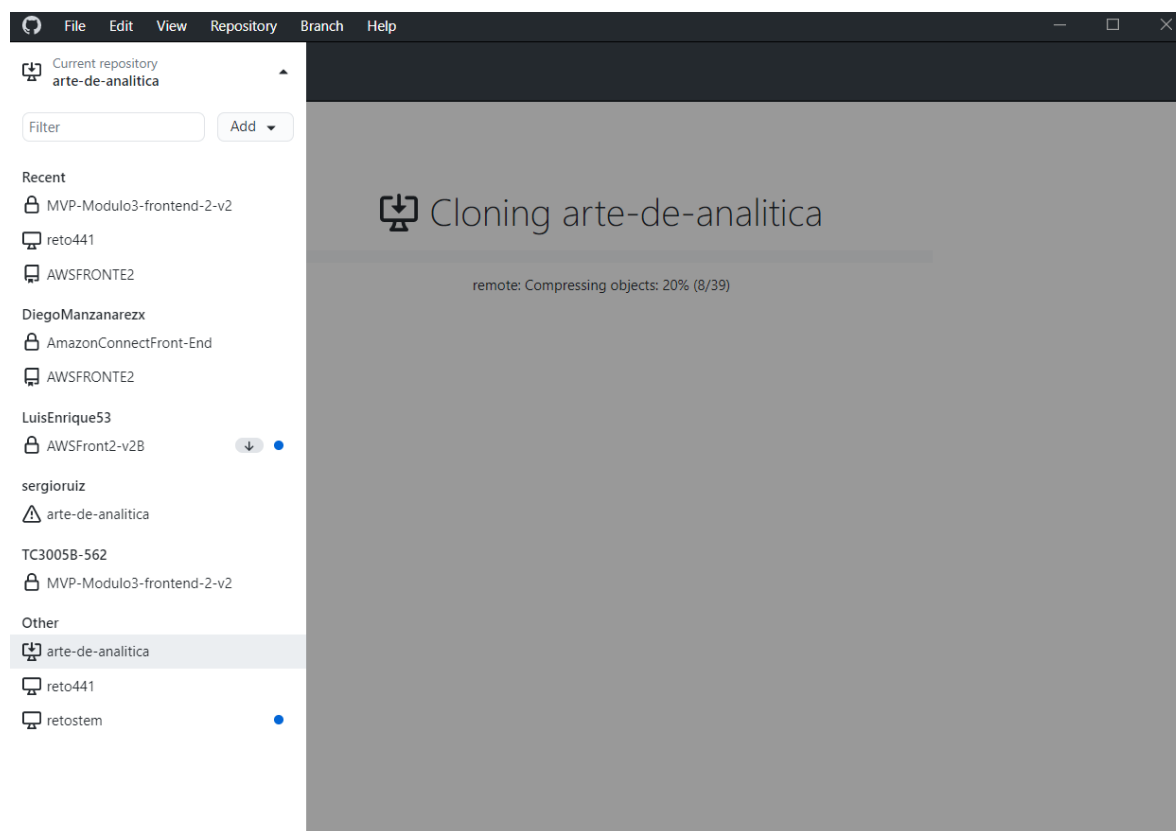 File Edit View Repository Branch Help
Current repository
arte-de-analitica
Filter
Add
Recent
MVP-Modulo3-frontend-2-v2
reto441
AWSFRONTE2
DiegoManzanarezx
AmazonConnectFront-End
AWSFRONTE2
LuisEnrique53
AWSFront2-v2B
sergioruiz
arte-de-analitica
TC3005B-562
MVP-Modulo3-frontend-2-v2
Other
arte-de-analitica
reto441
retostem
Cloning arte-de-analitica
remote: Compressing objects: 20% (8/39)